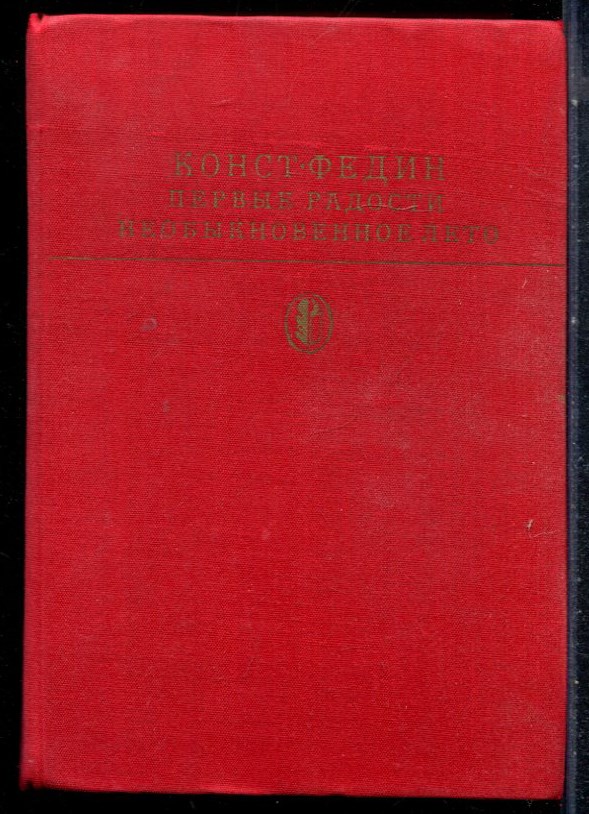 КОНСТ·ФЕДИН
ПЕРВЫЕ РАДОСТИ
НЕОБЫКНОВЕННОЕ ЛЕТО